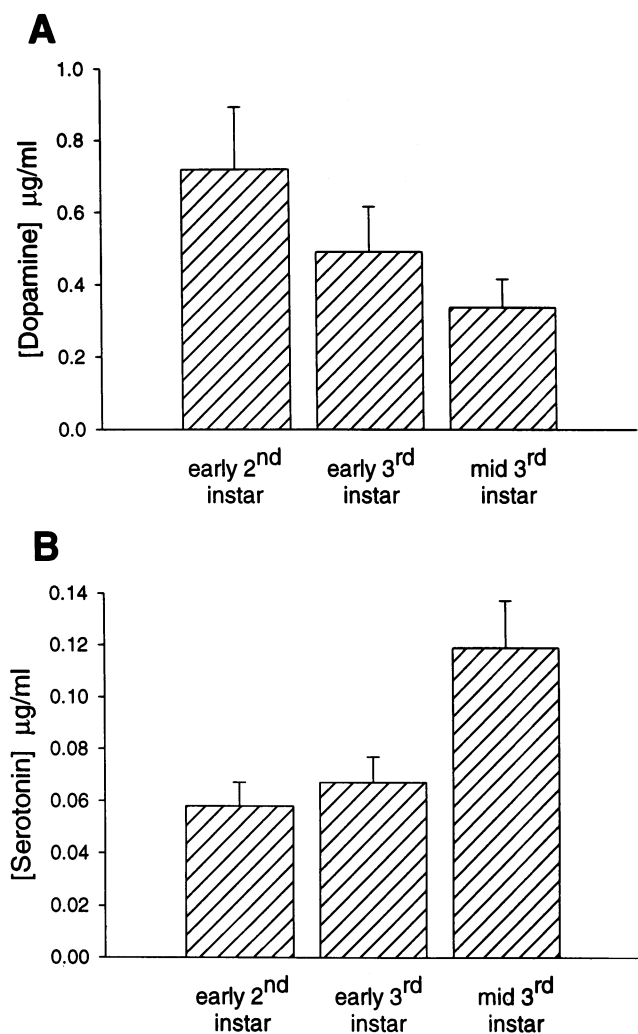 A
1.0
0.8
0.6
0.4
0.2
0.0
[Dopamine] µg/ml
early 2nd instar
early 3rd instar
mid 3rd instar
B
0.14
0.12
0.10
0.08
0.06
0.04
0.02
0.00
[Serotonin] µg/ml
early 2nd instar
early 3rd instar
mid 3rd instar